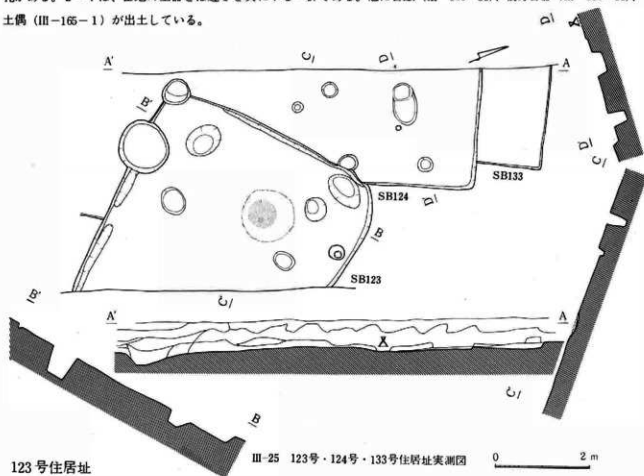 土偶（III-165-1）が出土している。
A' C D A
B' D
C
SB133
SB124
D
B
SB123
C
B' A' A
B
C
III-25 123号・124号・133号住居址実測図 0 2 m
123号住居址